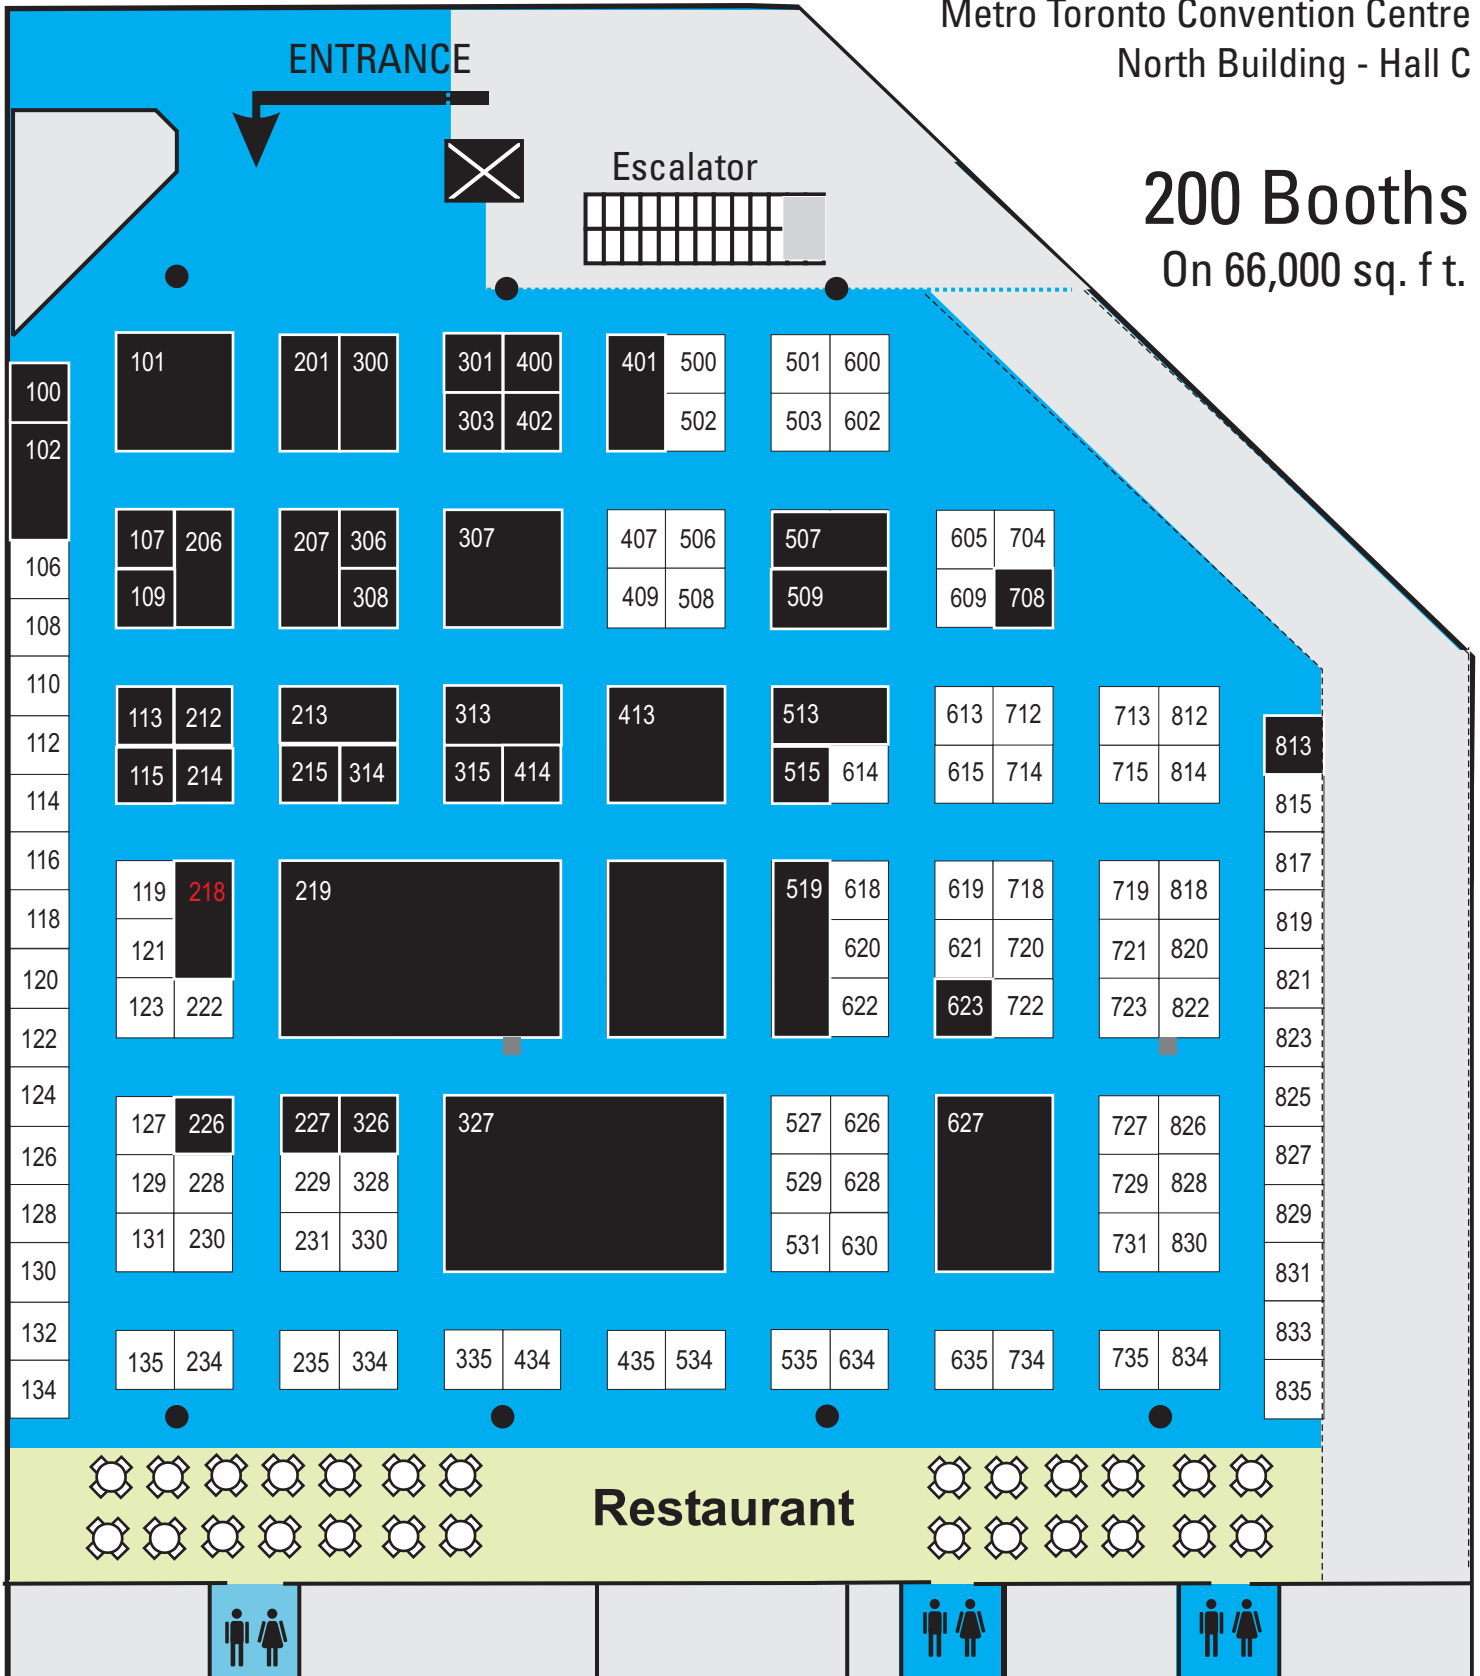 Metro Toronto Convention Centre
North Building - Hall C
ENTRANCE
Escalator
200 Booths
On 66,000 sq. f t.
101 201 300 301 400 401 500 501 600
100
303 402 502 503 602
102
107 206 207 306 307 407 506 507 605 704
106
109 308 409 508 509 609 708
108
110
113 212 213 313 413 513 613 712 713 812
112 813
115 214 215 314 315 414 515 614 615 714 715 814
114 815
116 817
119 218 219 519 618 619 718 719 818
118 819
121 620 621 720 721 820
120 821
123 222 622 623 722 723 822
122 823
124 825
127 226 227 326 327 527 626 627 727 826
126 827
129 228 229 328 529 628 729 828
128 829
131 230 231 330 531 630 731 830
130 831
132 833
135 234 235 334 335 434 435 534 535 634 635 734 735 834
134 835
Restaurant